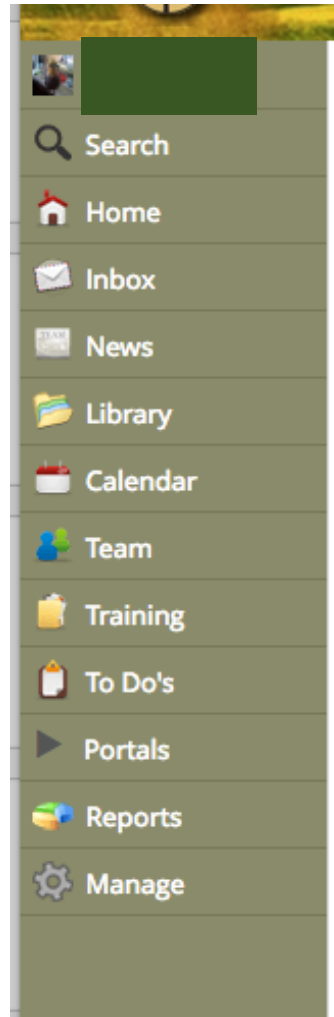 Search
Home
Inbox
News
Library
Calendar
Team
Training
To Do's
Portals
Reports
Manage